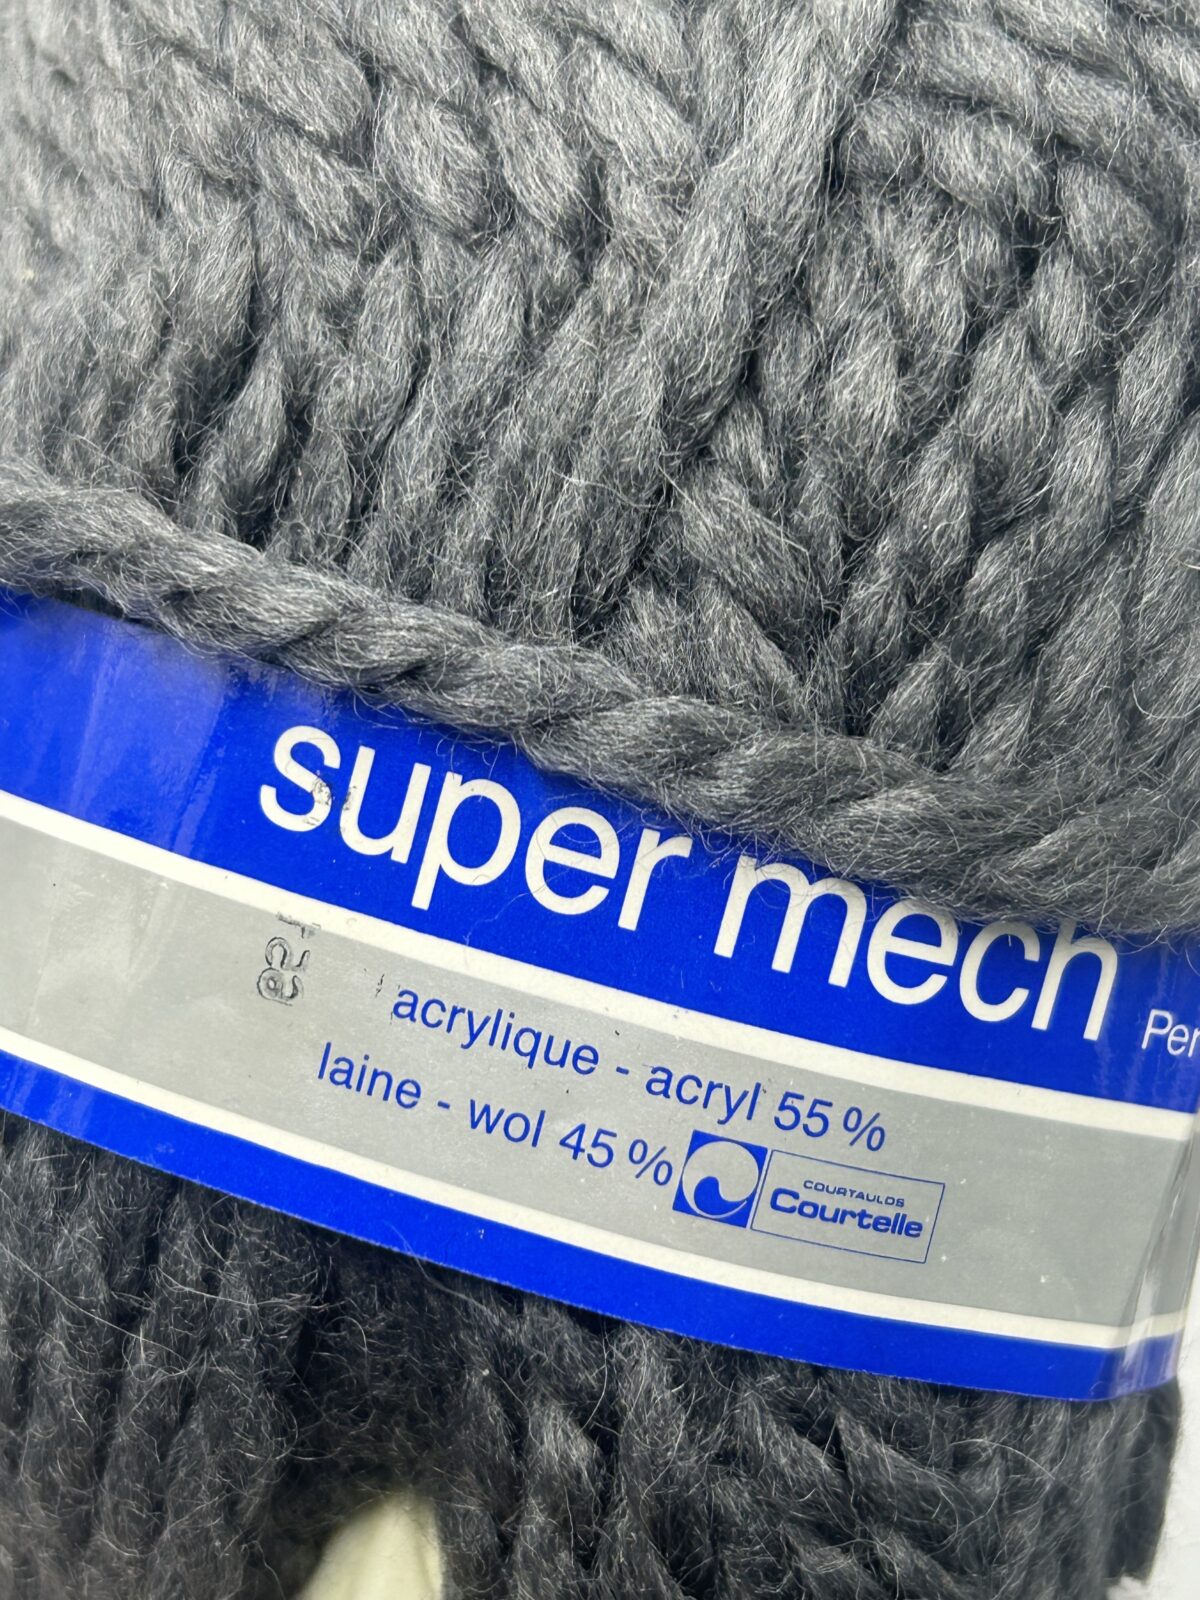 super mech
acrylique - acryl 55 %
laine - wol 45 %
COURTAULDS
Courtelle